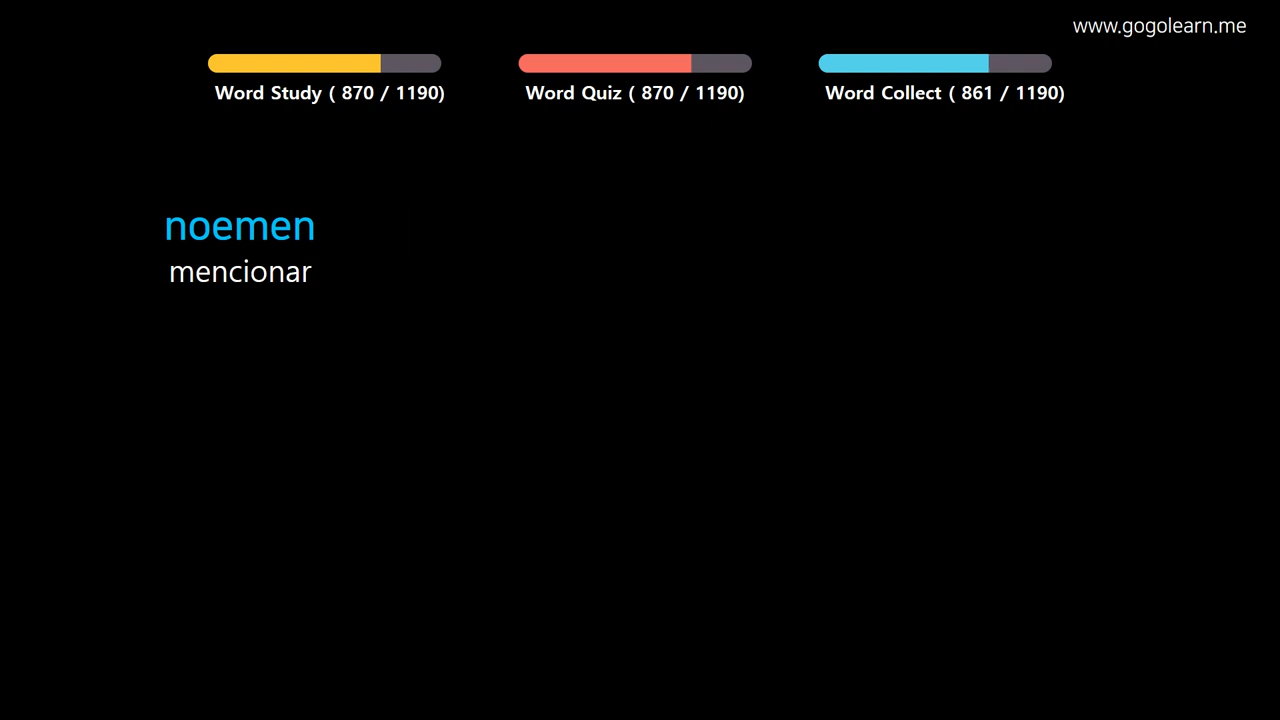 www.gogolearn.me
Word Study ( 870 / 1190)
Word Quiz ( 870 / 1190)
Word Collect ( 861 / 1190)
noemen
mencionar